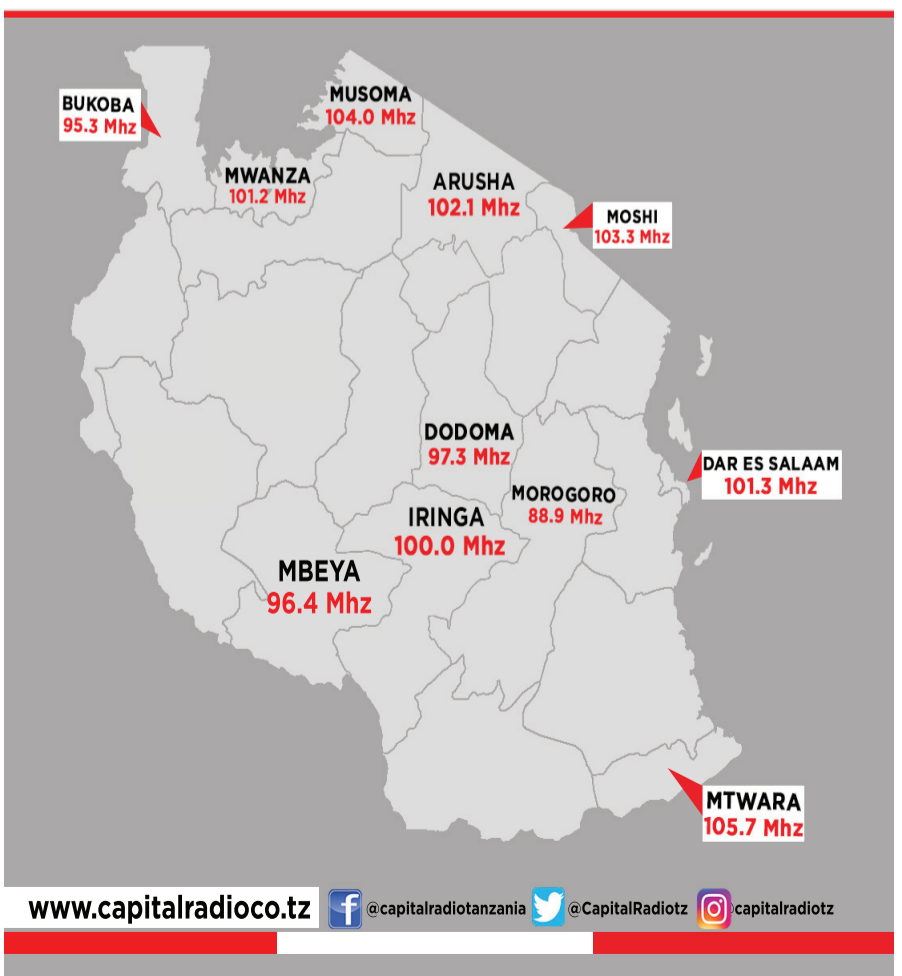 BUKOBA
95.3 Mhz
MUSOMA
104.0 Mhz
MWANZA
101.2 Mhz
ARUSHA
102.1 Mhz
MOSHI
103.3 Mhz
DODOMA
97.3 Mhz
DAR ES SALAAM
101.3 Mhz
MOROGORO
88.9 Mhz
IRINGA
100.0 Mhz
MBEYA
96.4 Mhz
MTWARA
105.7 Mhz
www.capitalradioco.tz
f @capitalradiotanzania
@CapitalRadiotz
capitalradiotz